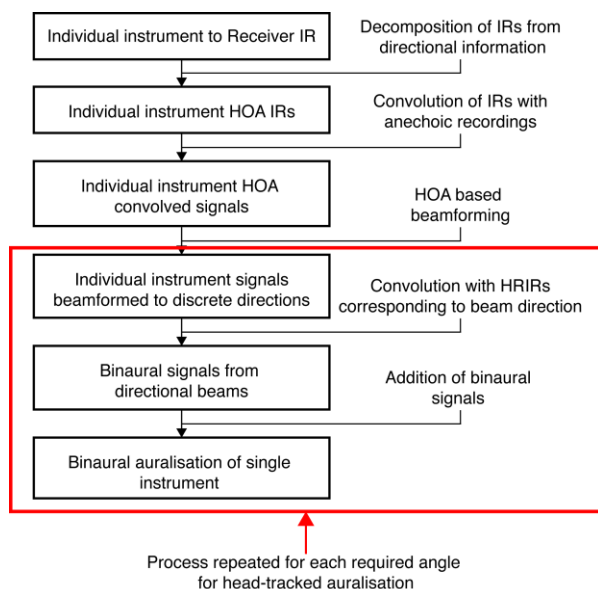 Individual instrument to Receiver IR
Decomposition of IRs from
directional information
Individual instrument HOA IRs
Convolution of IRs with
anechoic recordings
Individual instrument HOA
convolved signals
HOA based
beamforming
Individual instrument signals
beamformed to discrete directions
Convolution with HRIRs
corresponding to beam direction
Binaural signals from
directional beams
Addition of binaural
signals
Binaural auralisation of single
instrument
Process repeated for each required angle
for head-tracked auralisation